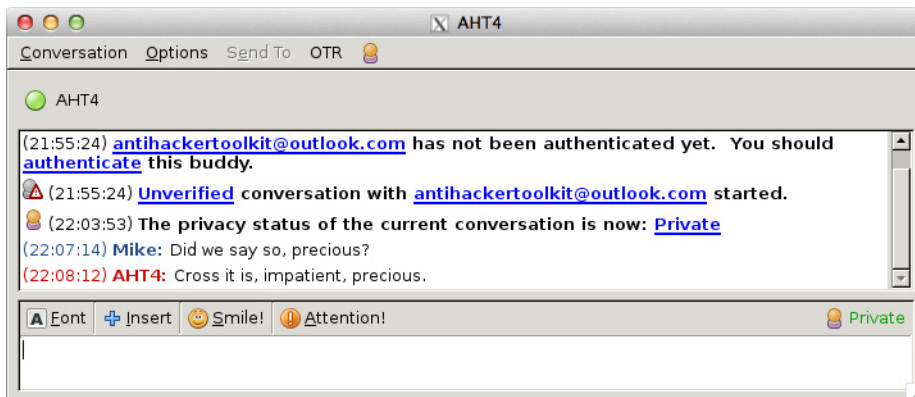 AHT4
Conversation Options Send To OTR
AHT4
(21:55:24) antihackertoolkit@outlook.com has not been authenticated yet. You should
authenticate this buddy.
(21:55:24) Unverified conversation with antihackertoolkit@outlook.com started.
(22:03:53) The privacy status of the current conversation is now: Private
(22:07:14) Mike: Did we say so, precious?
(22:08:12) AHT4: Cross it is, impatient, precious.
A Font Insert Smile! Attention! Private